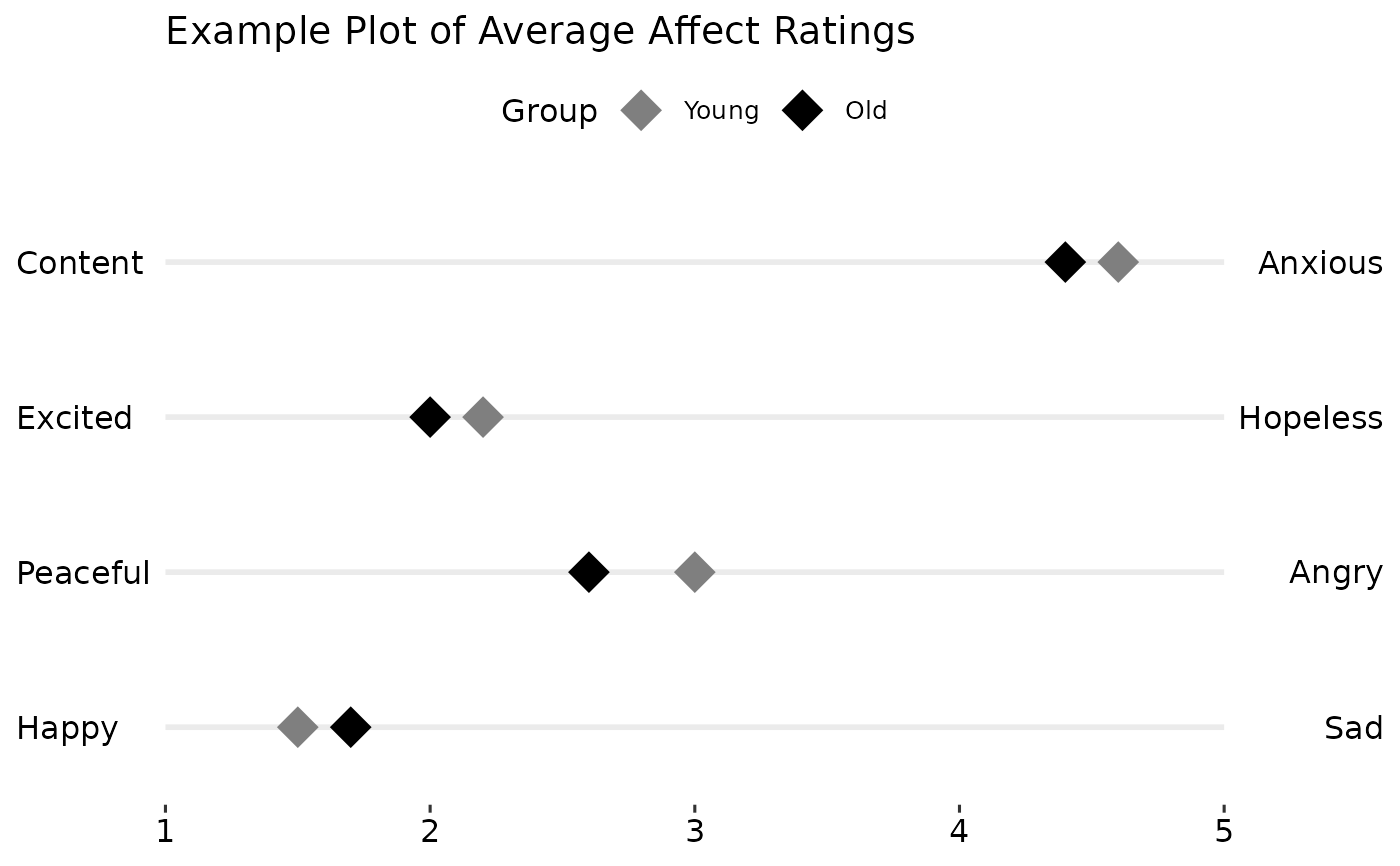 Example Plot of Average Affect Ratings
Group Young Old
Content Anxious
Excited Hopeless
Peaceful Angry
Happy Sad
1 2 3 4 5